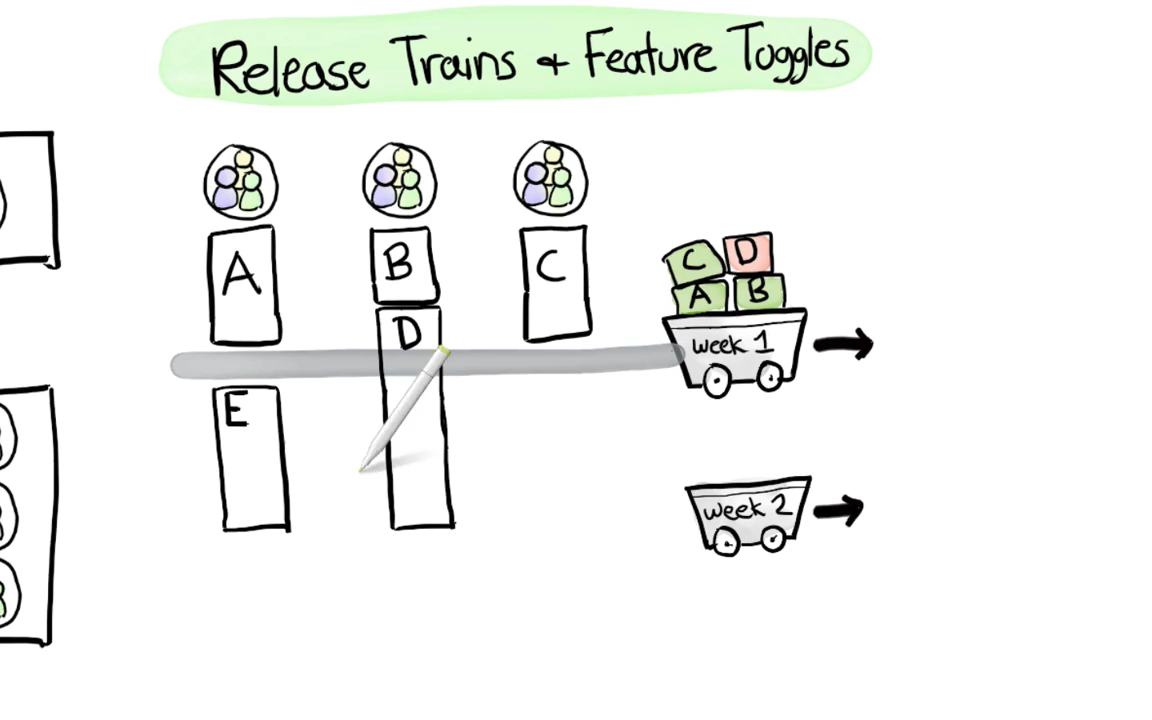 Release Trains + Feature Toggles
A
B
C
D
E
C D
A B
week 1
week 2